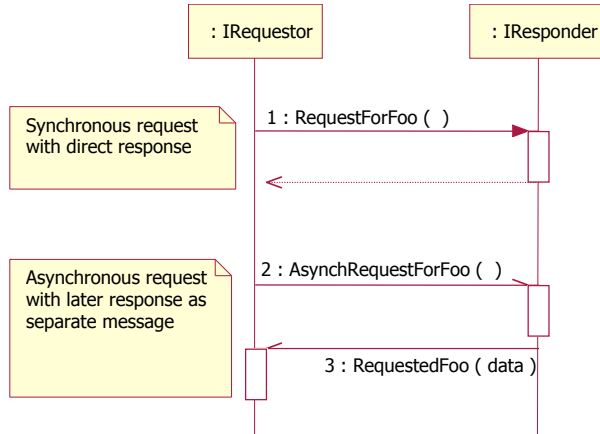 : IRequestor
: IResponder
Synchronous request
with direct response
1 : RequestForFoo ( )
Asynchronous request
with later response as
separate message
2 : AsynchRequestForFoo ( )
3 : RequestedFoo ( data )